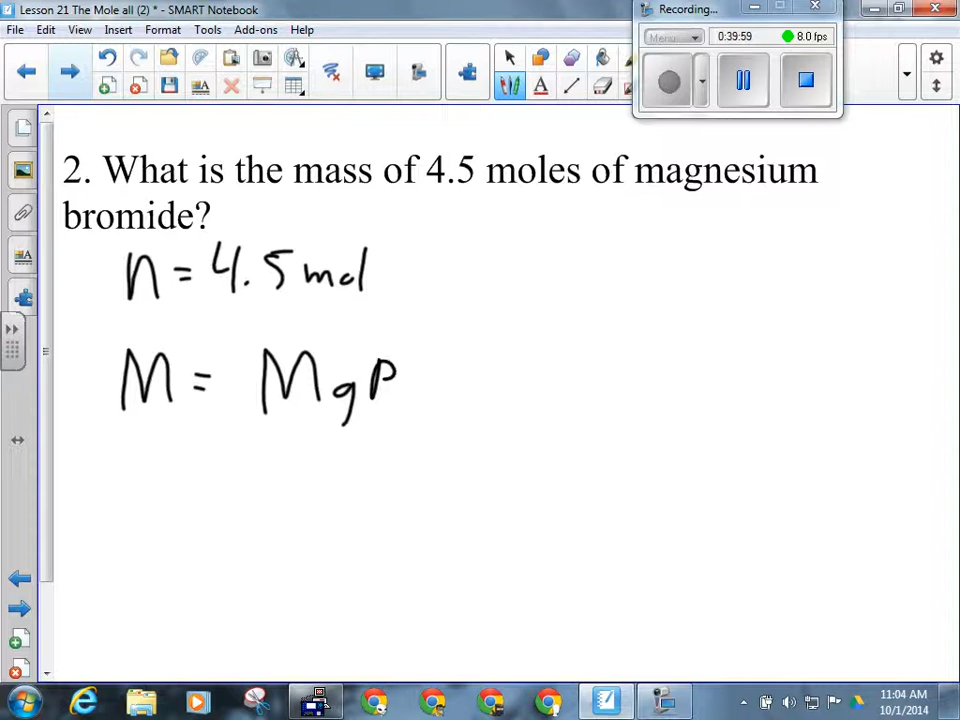 Lesson 21 The Mole all (2) * - SMART Notebook
Recording...
File Edit View Insert Format Tools Add-ons Help
Menu 0:39:59 8.0 fps
2. What is the mass of 4.5 moles of magnesium
bromide?
n = 4.5 mol
M = MgP
11:04 AM
10/1/2014